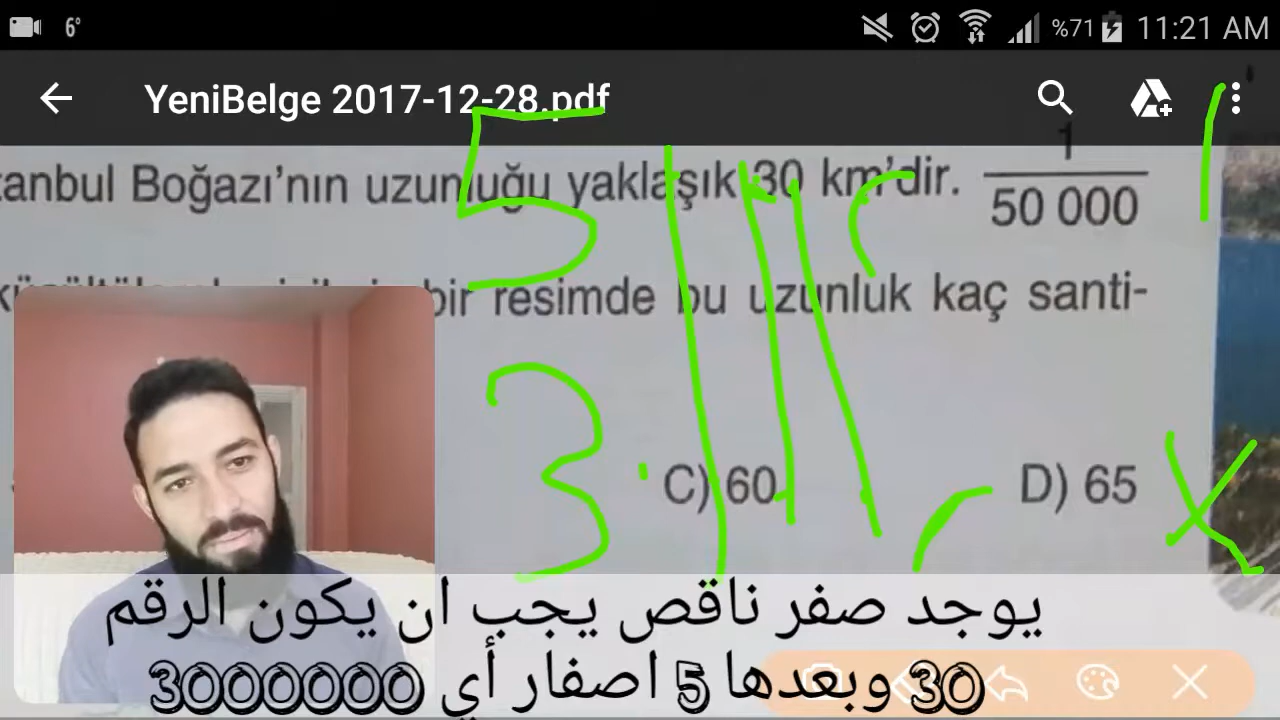 6°
%71 11:21 AM
YeniBelge 2017-12-28.pdf
tanbul Boğazı'nın uzunluğu yaklaşık 30 km'dir. 1
50 000
bir resimde bu uzunluk kaç santi-
C) 60 D) 65
5
1
3
X
يوجد صفر ناقص يجب ان يكون الرقم
30 وبعدها 5 اصفار أي 3000000